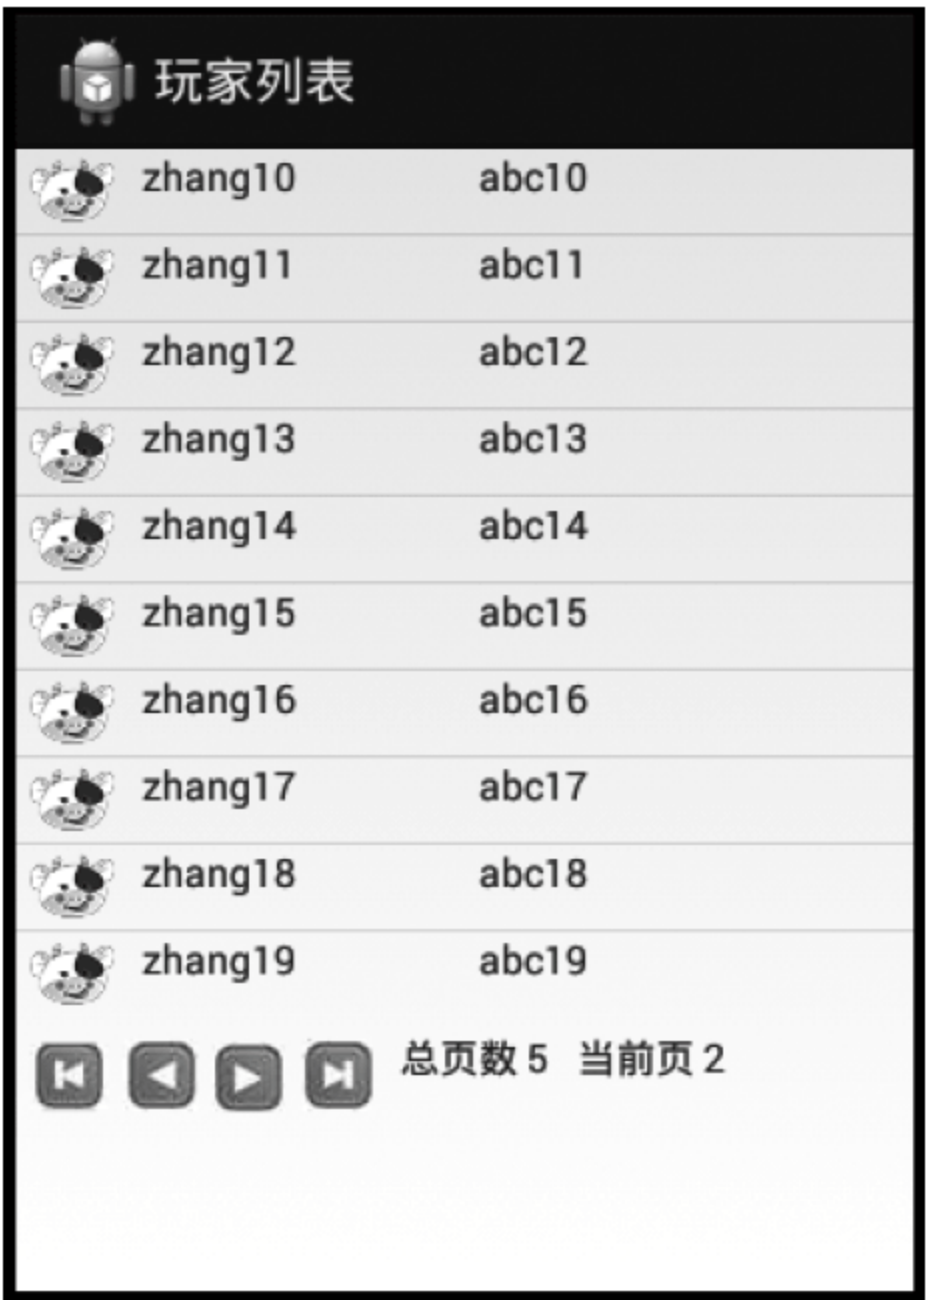 玩家列表
zhang10 abc10
zhang11 abc11
zhang12 abc12
zhang13 abc13
zhang14 abc14
zhang15 abc15
zhang16 abc16
zhang17 abc17
zhang18 abc18
zhang19 abc19
总页数 5 当前页 2